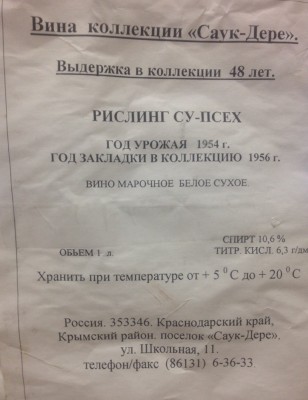 Вина коллекции «Саук-Дере».
Выдержка в коллекции 48 лет.
РИСЛИНГ СУ-ПСЕХ
ГОД УРОЖАЯ 1954 г.
ГОД ЗАКЛАДКИ В КОЛЛЕКЦИЮ 1956 г.
ВИНО МАРОЧНОЕ БЕЛОЕ СУХОЕ
СПИРТ 10,6 %
ОБЬЕМ 1 л. ТИТР. КИСЛ. 6,3 г/дм
Хранить при температуре от + 5 ⁰ С до + 20 ⁰ С
Россия. 353346. Краснодарский край,
Крымский район. поселок «Саук-Дере».
ул. Школьная, 11.
телефон/факс (86131) 6-36-33